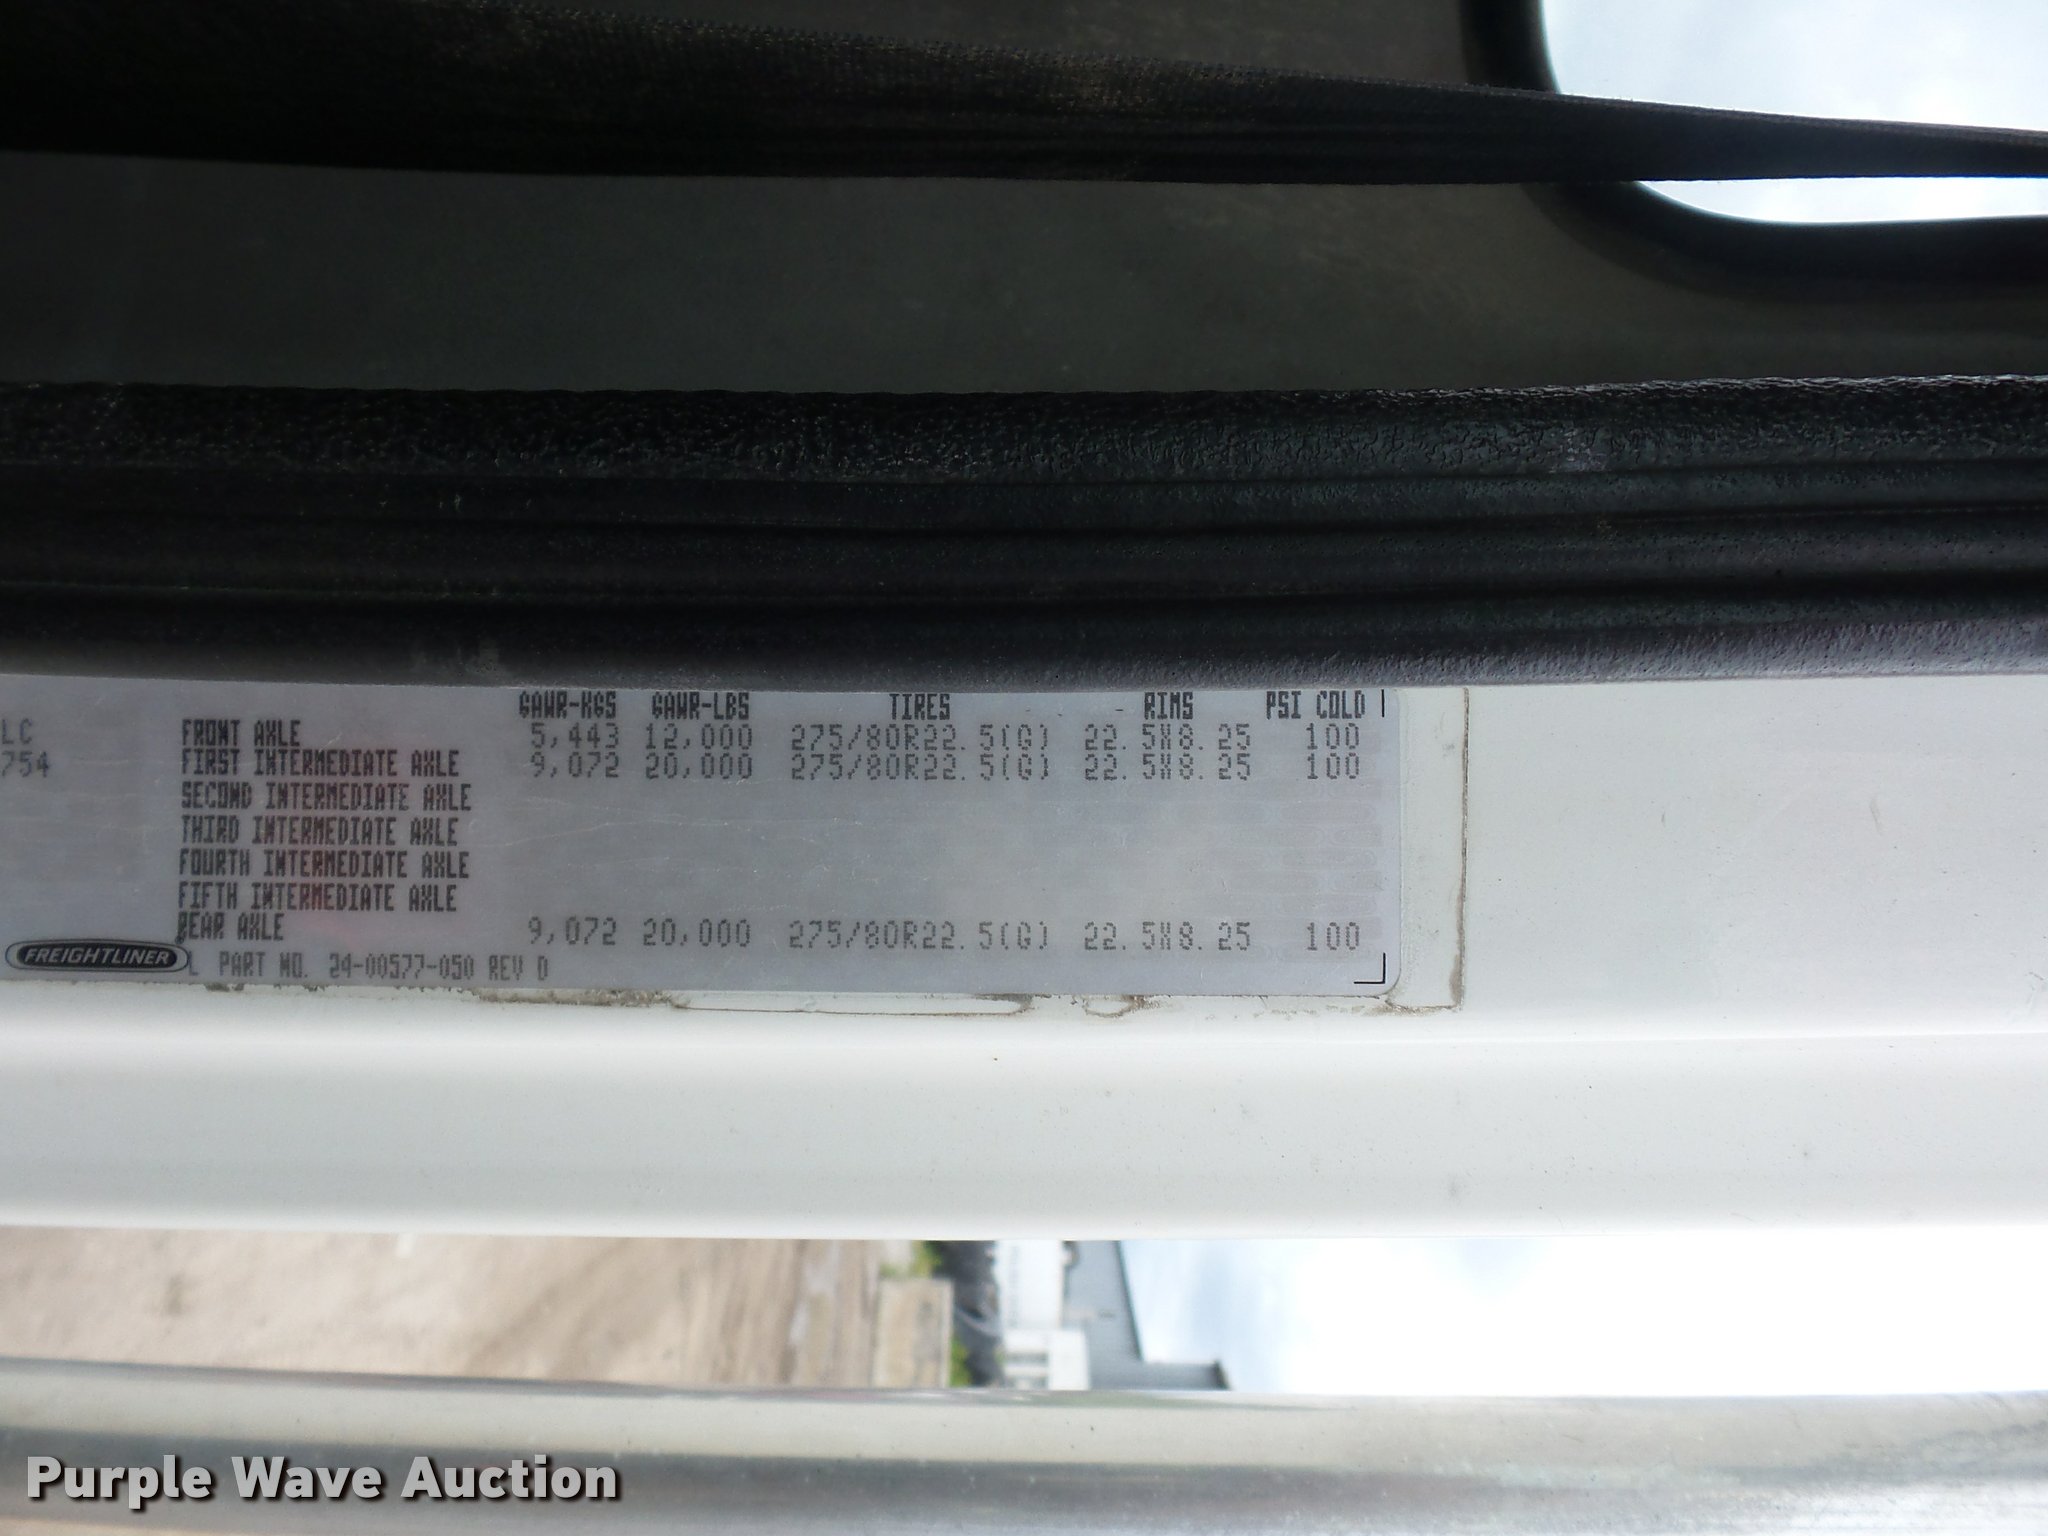 GAWR-KGS GAWR-LBS TIRES RIMS PSI COLD
LC FRONT AXLE 5,443 12,000 275/80R22.5(G) 22.5X8.25 100
754 FIRST INTERMEDIATE AXLE 9,072 20,000 275/80R22.5(G) 22.5X8.25 100
SECOND INTERMEDIATE AXLE
THIRD INTERMEDIATE AXLE
FOURTH INTERMEDIATE AXLE
FIFTH INTERMEDIATE AXLE
REAR AXLE 9,072 20,000 275/80R22.5(G) 22.5X8.25 100
FREIGHTLINER L PART NO. 24-00577-050 REV D
Purple Wave Auction